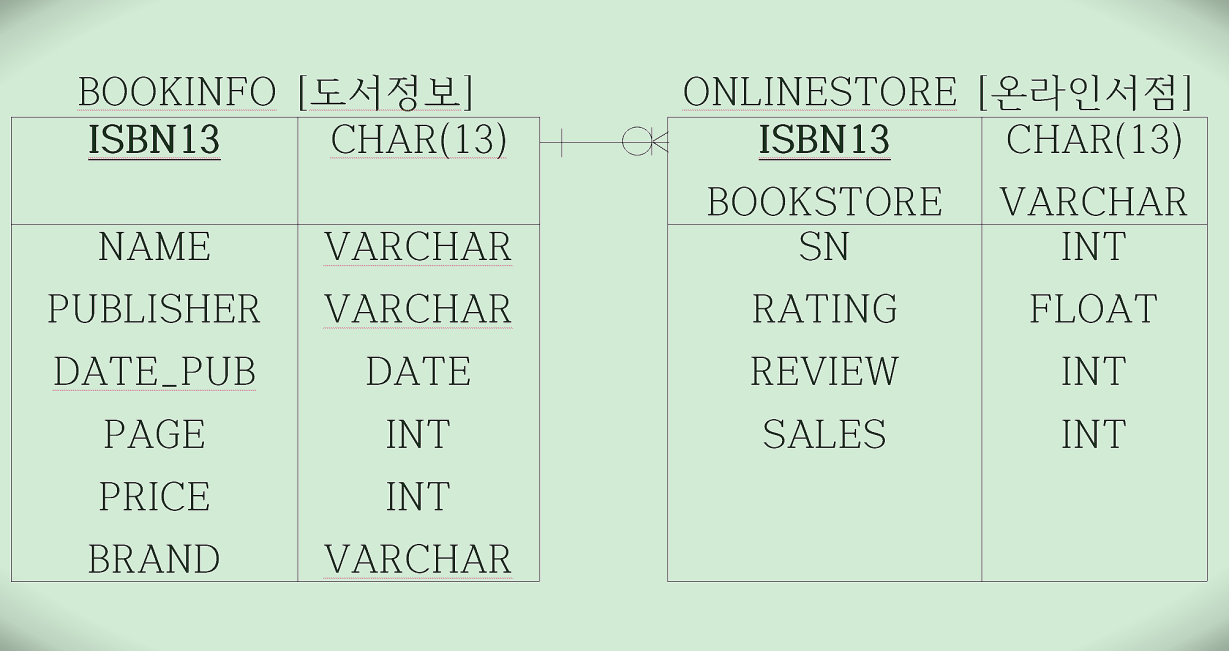 BOOKINFO [도서정보]
ISBN13 CHAR(13)
NAME VARCHAR
PUBLISHER VARCHAR
DATE_PUB DATE
PAGE INT
PRICE INT
BRAND VARCHAR
ONLINESTORE [온라인서점]
ISBN13 CHAR(13)
BOOKSTORE VARCHAR
SN INT
RATING FLOAT
REVIEW INT
SALES INT